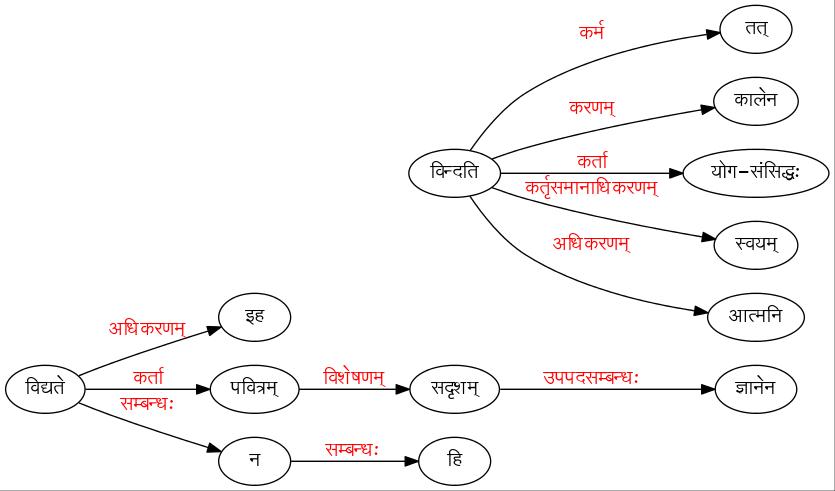 कर्म
तत्
करणम्
कालेन
विन्दति
कर्ता
योग-संसिद्धः
कर्तृसमानाधिकरणम्
स्वयम्
अधिकरणम्
आत्मनि
अधिकरणम्
इह
विद्यते
कर्ता
पवित्रम्
विशेषणम्
सदृशम्
उपपदसम्बन्धः
ज्ञानेन
सम्बन्धः
न
सम्बन्धः
हि